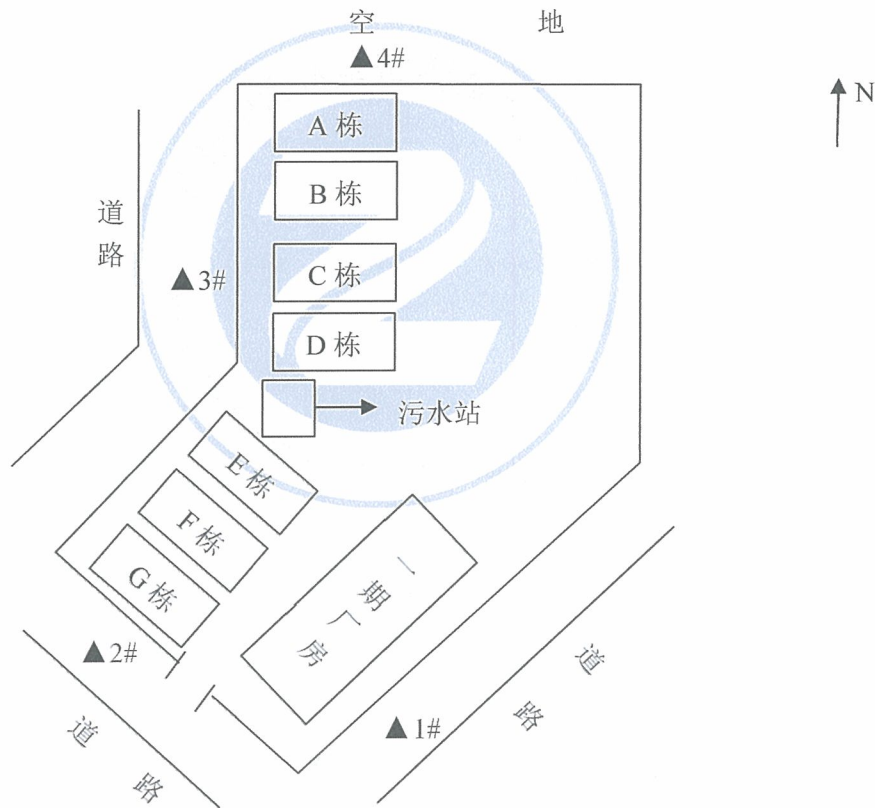 空 地
▲4#
N
A 栋
B 栋
道路
▲3#
C 栋
D 栋
污水站
E 栋
F 栋
G 栋
一期厂房
▲2#
道路
▲1#
道路